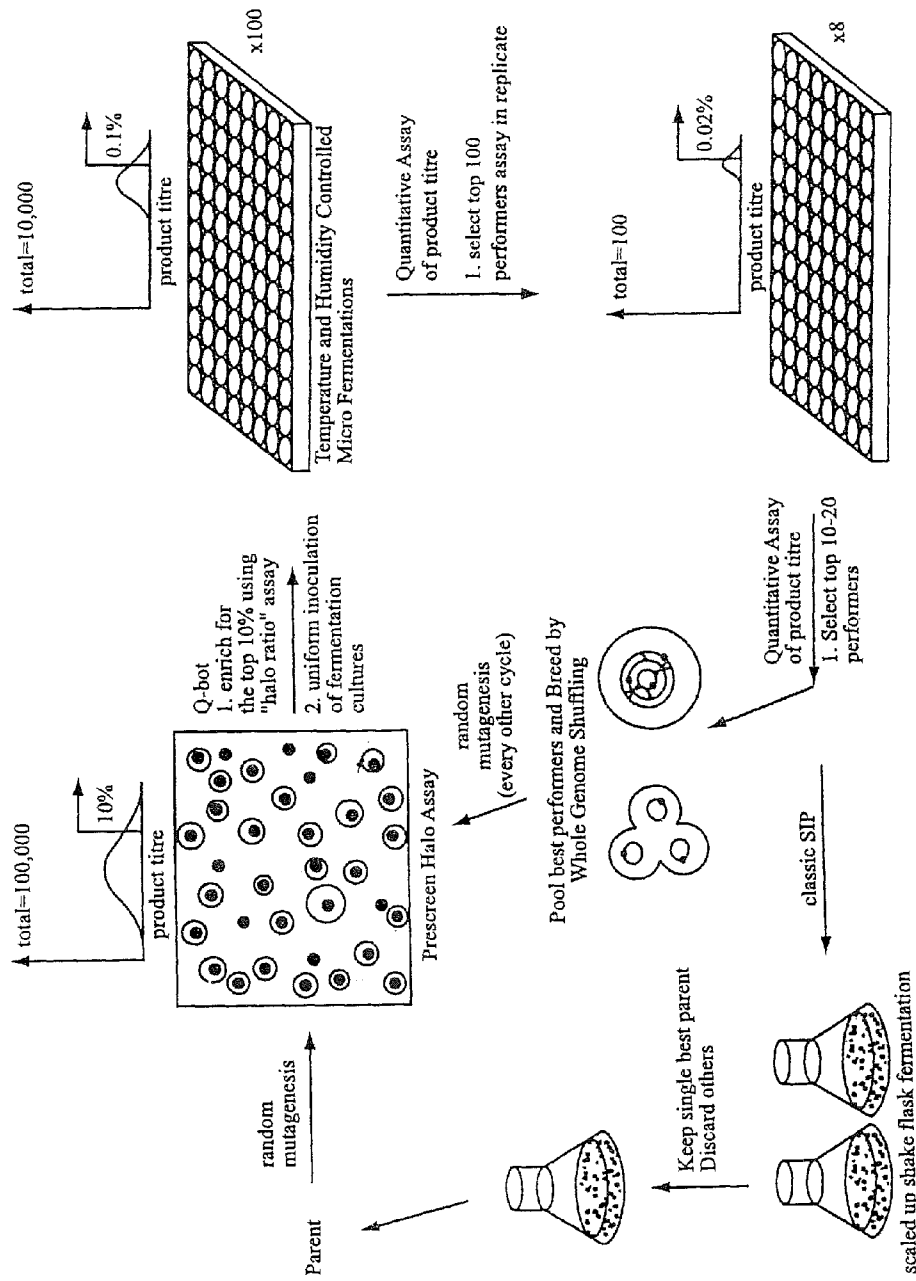 Parent
random
mutagenesis
total=100,000
10%
product titre
Prescreen Halo Assay
Q-bot
1. enrich for
the top 10% using
"halo ratio" assay
2. uniform inoculation
of fermentation
cultures
total=10,000
0.1%
product titre
x100
Temperature and Humidity Controlled
Micro Fermentations
Quantitative Assay
of product titre
1. select top 100
performers assay in replicate
total=100
0.02%
product titre
x8
Quantitative Assay
of product titre
1. Select top 10-20
performers
random
mutagenesis
(every other cycle)
Pool best performers and Breed by
Whole Genome Shuffling
classic SIP
scaled up shake flask fermentation
Keep single best parent
Discard others